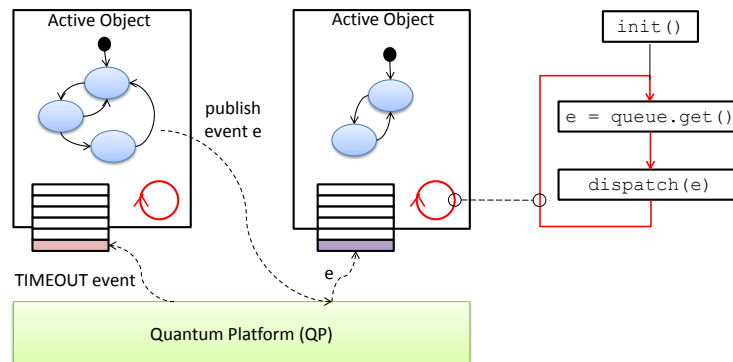 Active Object
Active Object
init()
publish
event e
e = queue.get()
dispatch(e)
TIMEOUT event
e
Quantum Platform (QP)